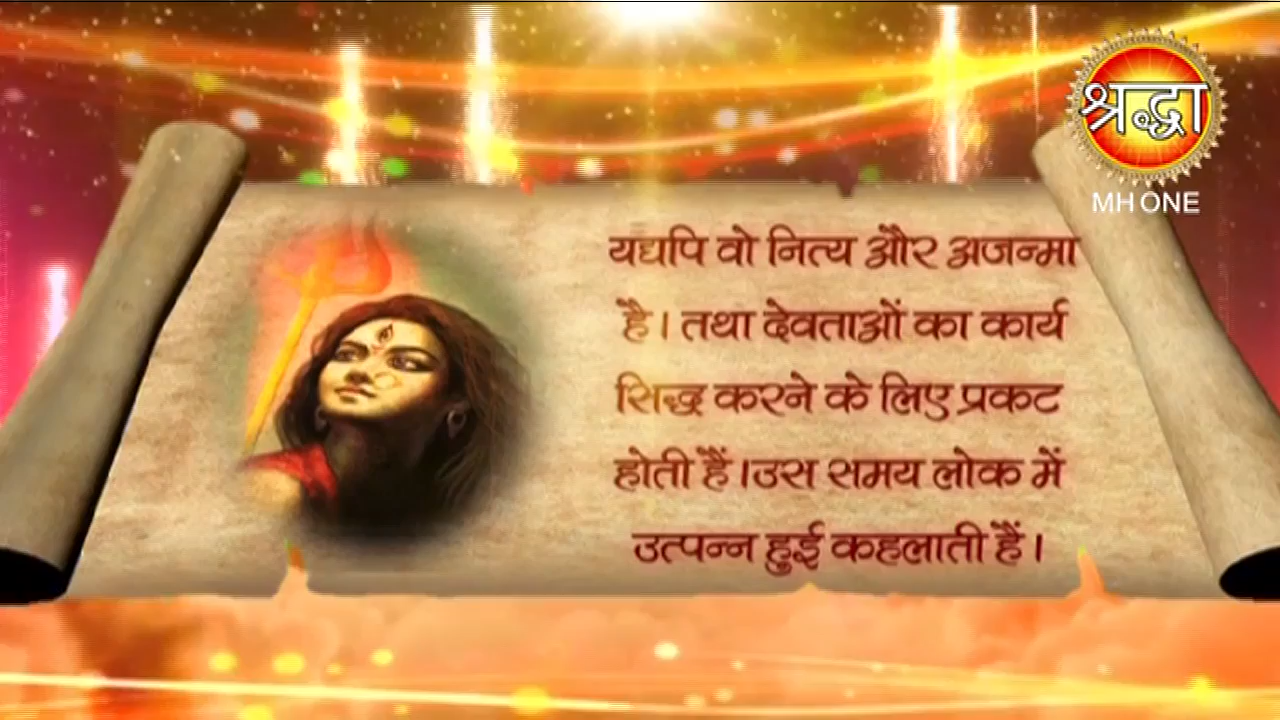 श्रद्धा
MH ONE
यद्यपि वो नित्य और अजन्मा
है। तथा देवताओं का कार्य
सिद्ध करने के लिए प्रकट
होती हैं।उस समय लोक में
उत्पन्न हुई कहलाती हैं।